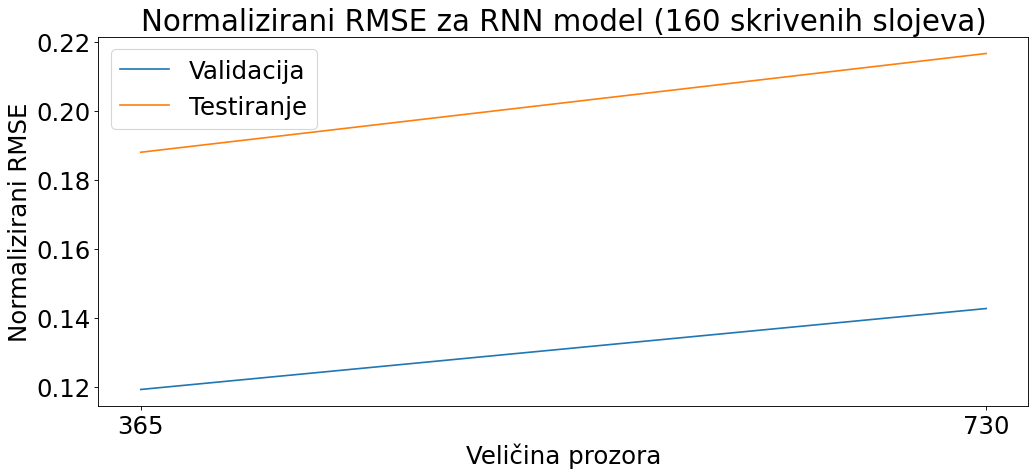 Normalizirani RMSE za RNN model (160 skrivenih slojeva)
Normalizirani RMSE
0.22
0.20
0.18
0.16
0.14
0.12
Validacija
Testiranje
365
730
Veličina prozora